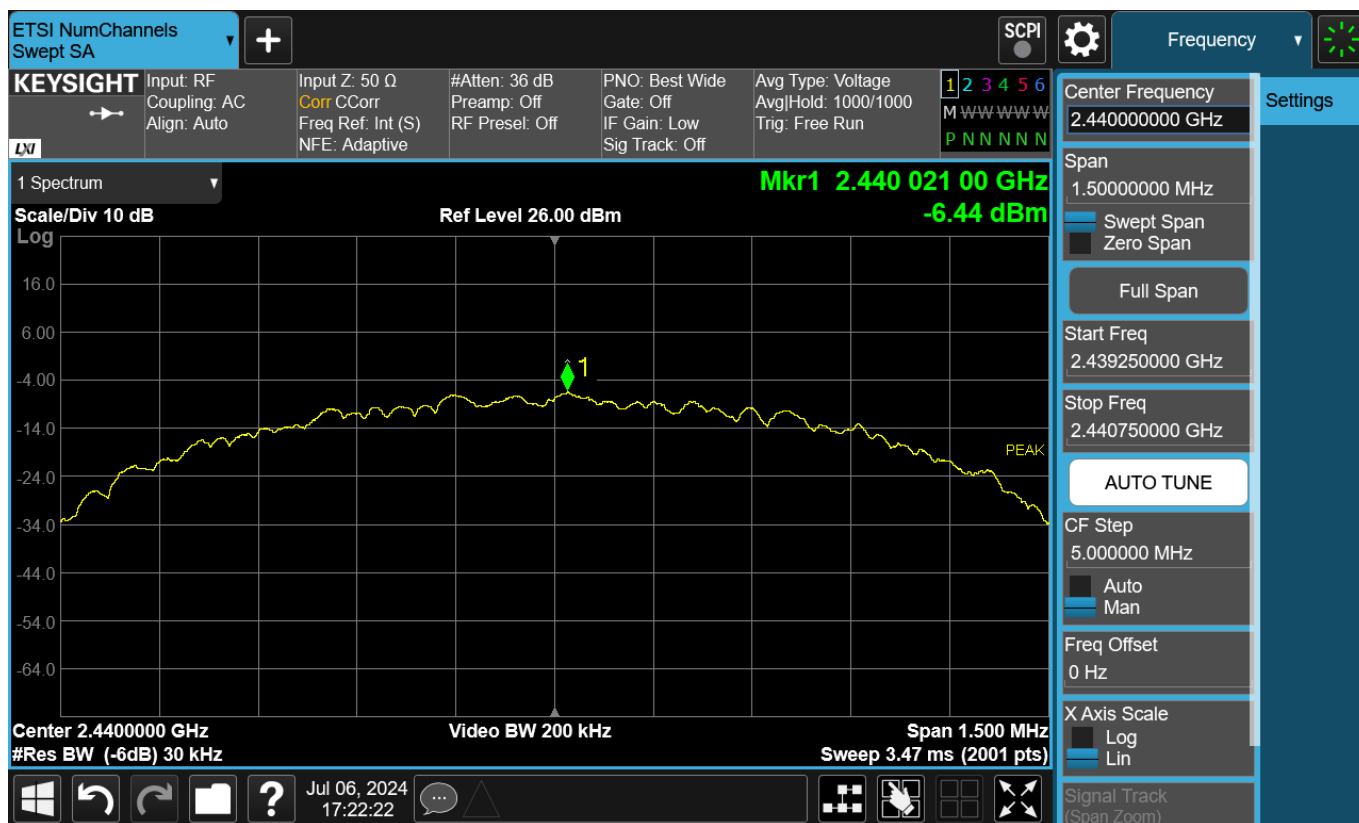 ETSI NumChannels
Swept SA
SCPI
Frequency
KEYSIGHT
LXI
Input: RF
Coupling: AC
Align: Auto
Input Z: 50 Ω
Corr CCorr
Freq Ref: Int (S)
NFE: Adaptive
#Atten: 36 dB
Preamp: Off
RF Presel: Off
PNO: Best Wide
Gate: Off
IF Gain: Low
Sig Track: Off
Avg Type: Voltage
Avg|Hold: 1000/1000
Trig: Free Run
1 2 3 4 5 6
M W W W W W
P N N N N N
1 Spectrum
Mkr1 2.440 021 00 GHz
-6.44 dBm
Scale/Div 10 dB
Ref Level 26.00 dBm
Log
16.0
6.00
-4.00
-14.0
-24.0
-34.0
-44.0
-54.0
-64.0
1
PEAK
Center 2.4400000 GHz
Video BW 200 kHz
Span 1.500 MHz
#Res BW (-6dB) 30 kHz
Sweep 3.47 ms (2001 pts)
?
Jul 06, 2024
17:22:22
Center Frequency
2.440000000 GHz
Span
1.50000000 MHz
Swept Span
Zero Span
Full Span
Start Freq
2.439250000 GHz
Stop Freq
2.440750000 GHz
AUTO TUNE
CF Step
5.000000 MHz
Auto
Man
Freq Offset
0 Hz
X Axis Scale
Log
Lin
Signal Track
(Span Zoom)
Settings